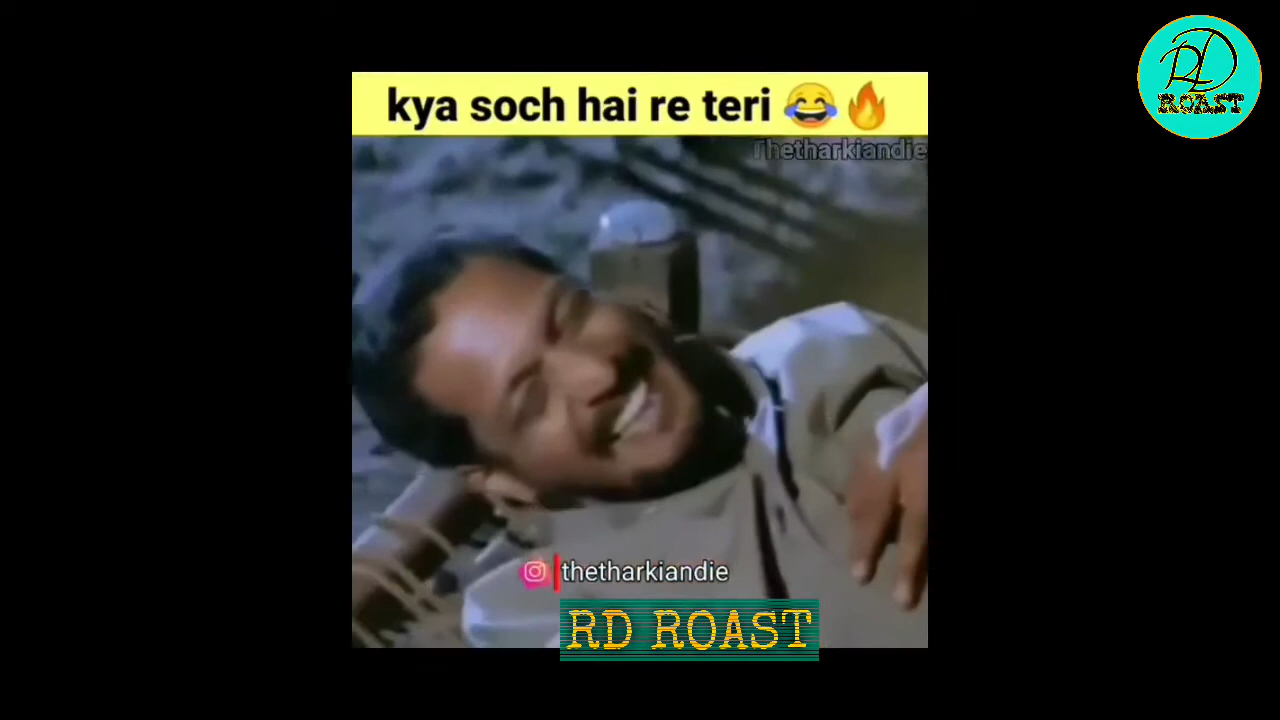 kya soch hai re teri 😂🔥
RD
ROAST
Thetharkiandie
thetharkiandie
RD ROAST